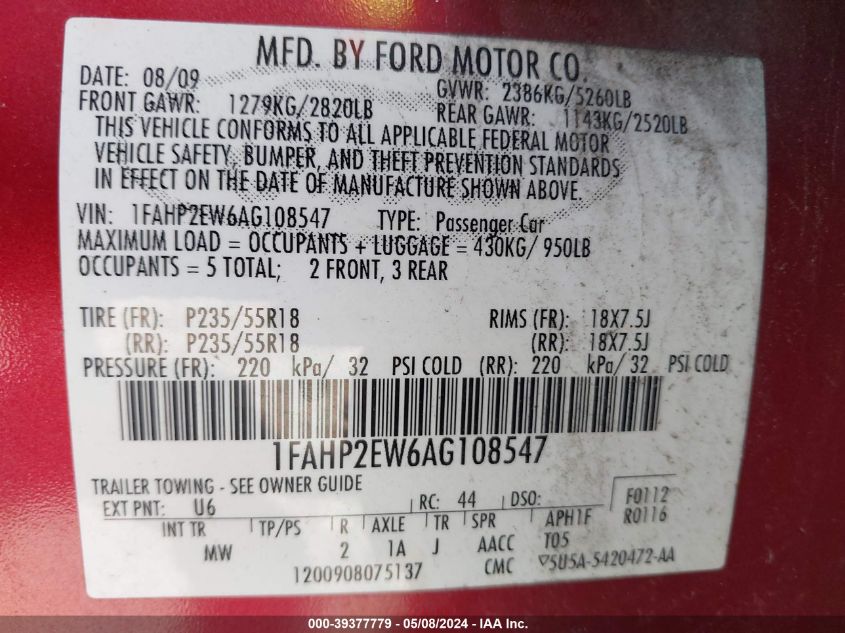 MFD. BY FORD MOTOR CO.
DATE: 08/09 GVWR: 2386KG/5260LB
FRONT GAWR: 1279KG/2820LB REAR GAWR: 1143KG/2520LB
THIS VEHICLE CONFORMS TO ALL APPLICABLE FEDERAL MOTOR
VEHICLE SAFETY, BUMPER, AND THEFT PREVENTION STANDARDS
IN EFFECT ON THE DATE OF MANUFACTURE SHOWN ABOVE.
VIN: 1FAHP2EW6AG108547 TYPE: Passenger Car
MAXIMUM LOAD = OCCUPANTS + LUGGAGE = 430KG/ 950LB
OCCUPANTS = 5 TOTAL; 2 FRONT, 3 REAR
TIRE (FR): P235/55R18 RIMS (FR): 18X7.5J
(RR): P235/55R18 (RR): 18X7.5J
PRESSURE (FR): 220 kPa/ 32 PSI COLD (RR): 220 kPa/ 32 PSI COLD
1FAHP2EW6AG108547
TRAILER TOWING - SEE OWNER GUIDE
EXT PNT: U6 RC: 44 DSO: F0112
INT TR TP/PS R AXLE TR SPR APH1F R0116
MW 2 1A J AACC T05
1200908075137 CMC ▽5U5A-5420472-AA
000-39377779 - 05/08/2024 - IAA Inc.